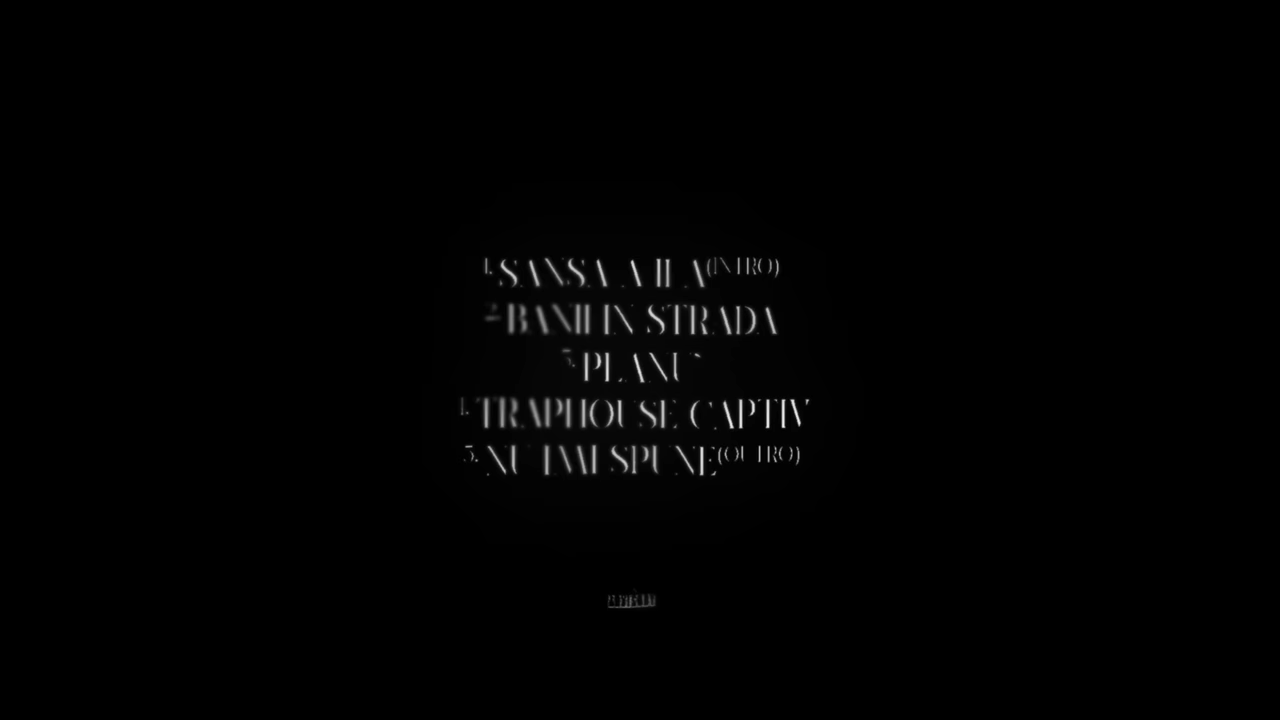 1. SANSA A II A (INTRO)
2. BANII IN STRADA
3. PLANU`
4. TRAPHOUSE CAPTIV
5. NU IMI SPUNE (OUTRO)